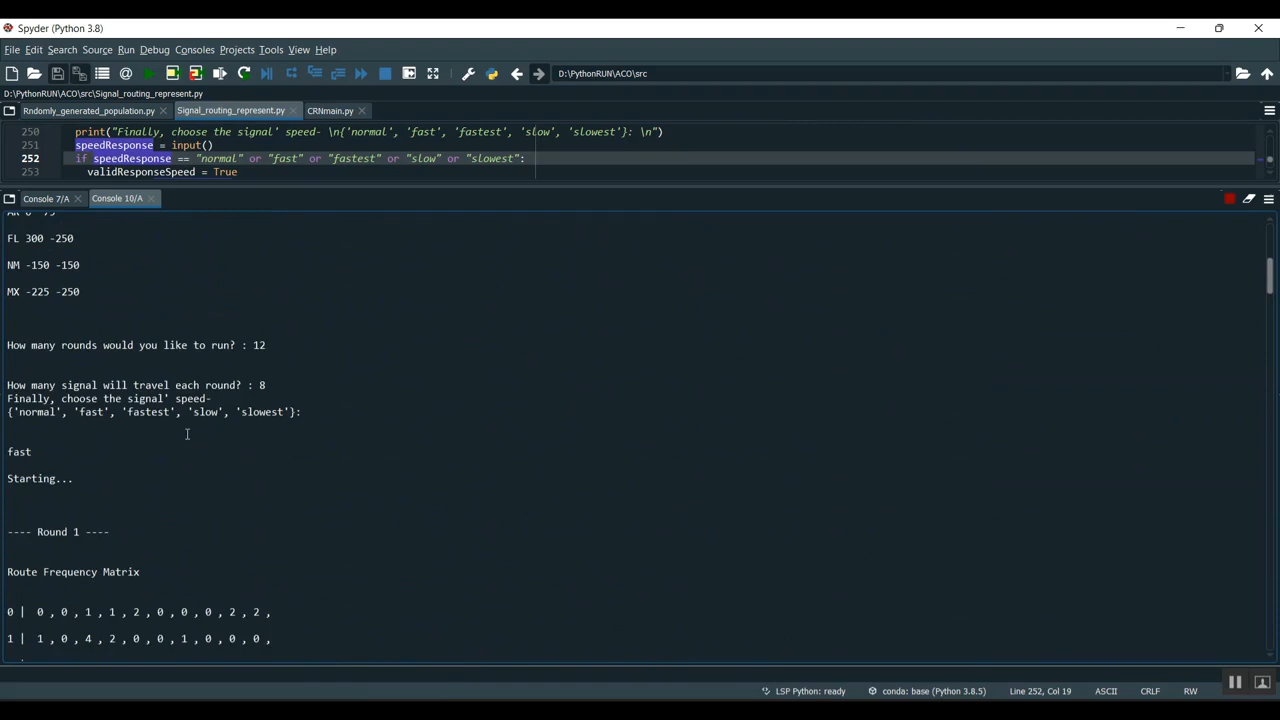 Spyder (Python 3.8)
File Edit Search Source Run Debug Consoles Projects Tools View Help
D:\PythonRUN\ACO\src
D:\PythonRUN\ACO\src\Signal_routing_represent.py
Rndomly_generated_population.py Signal_routing_represent.py CRNmain.py
250 print("Finally, choose the signal' speed- \n{'normal', 'fast', 'fastest', 'slow', 'slowest'}: \n")
251 speedResponse = input()
252 if speedResponse == "normal" or "fast" or "fastest" or "slow" or "slowest":
253 validResponseSpeed = True
Console 7/A Console 10/A
FL 300 -250
NM -150 -150
MX -225 -250
How many rounds would you like to run? : 12
How many signal will travel each round? : 8
Finally, choose the signal' speed-
{'normal', 'fast', 'fastest', 'slow', 'slowest'}:
fast
Starting...
---- Round 1 ----
Route Frequency Matrix
0 | 0 , 0 , 1 , 1 , 2 , 0 , 0 , 0 , 2 , 2 ,
1 | 1 , 0 , 4 , 2 , 0 , 0 , 1 , 0 , 0 , 0 ,
LSP Python: ready conda: base (Python 3.8.5) Line 252, Col 19 ASCII CRLF RW